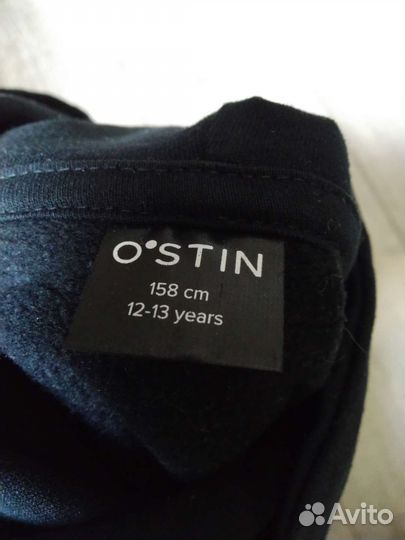 O'STIN
158 cm
12-13 years
Avito